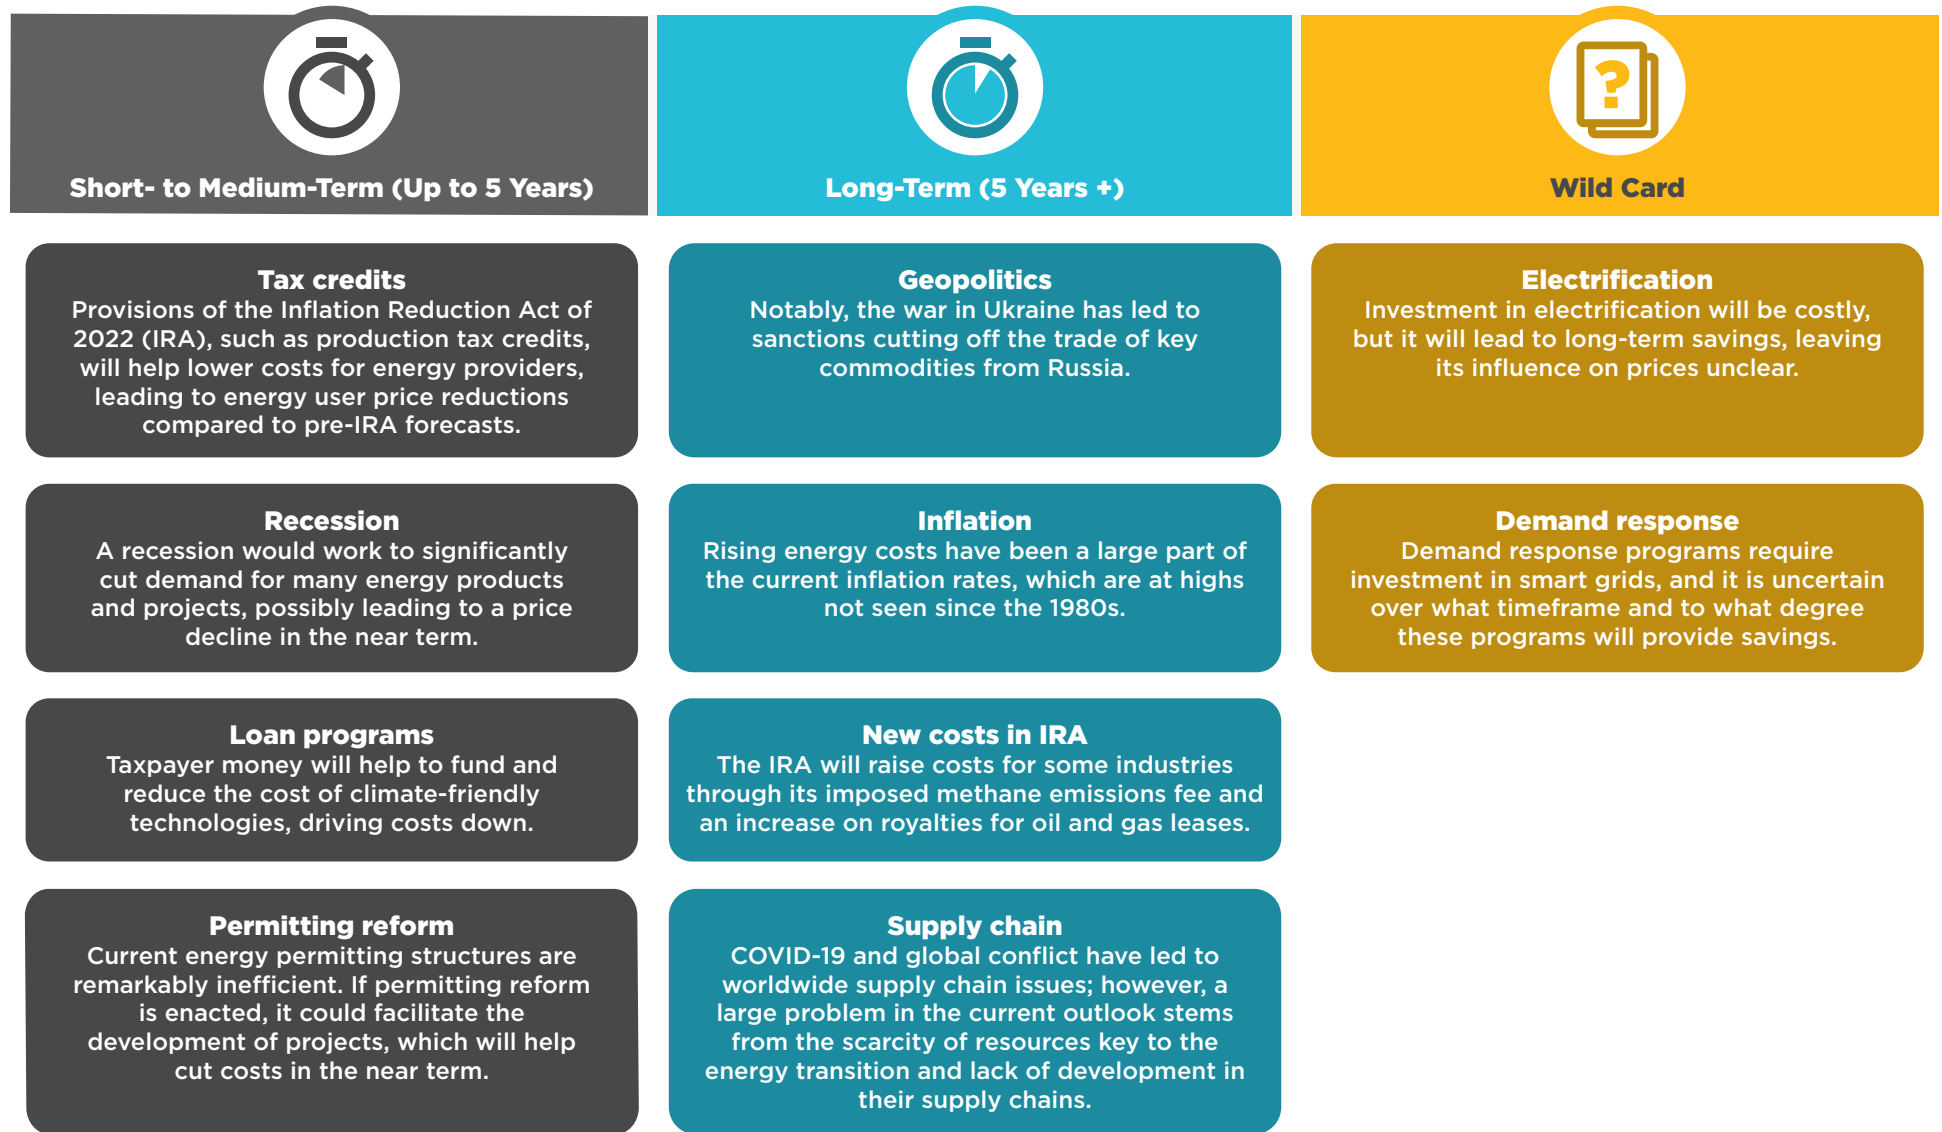 ?
Short- to Medium-Term (Up to 5 Years)
Long-Term (5 Years +)
Wild Card
Tax credits
Provisions of the Inflation Reduction Act of
2022 (IRA), such as production tax credits,
will help lower costs for energy providers,
leading to energy user price reductions
compared to pre-IRA forecasts.
Recession
A recession would work to significantly
cut demand for many energy products
and projects, possibly leading to a price
decline in the near term.
Loan programs
Taxpayer money will help to fund and
reduce the cost of climate-friendly
technologies, driving costs down.
Permitting reform
Current energy permitting structures are
remarkably inefficient. If permitting reform
is enacted, it could facilitate the
development of projects, which will help
cut costs in the near term.
Geopolitics
Notably, the war in Ukraine has led to
sanctions cutting off the trade of key
commodities from Russia.
Inflation
Rising energy costs have been a large part of
the current inflation rates, which are at highs
not seen since the 1980s.
New costs in IRA
The IRA will raise costs for some industries
through its imposed methane emissions fee and
an increase on royalties for oil and gas leases.
Supply chain
COVID-19 and global conflict have led to
worldwide supply chain issues; however, a
large problem in the current outlook stems
from the scarcity of resources key to the
energy transition and lack of development in
their supply chains.
Electrification
Investment in electrification will be costly,
but it will lead to long-term savings, leaving
its influence on prices unclear.
Demand response
Demand response programs require
investment in smart grids, and it is uncertain
over what timeframe and to what degree
these programs will provide savings.